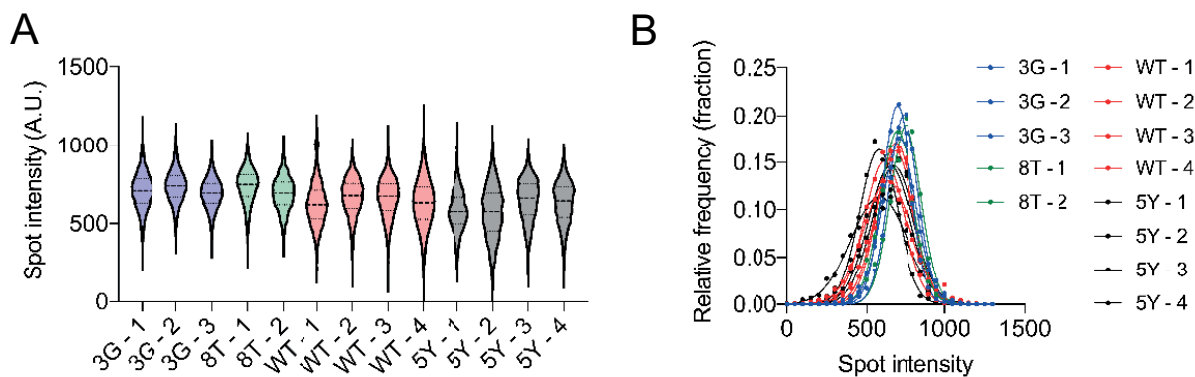 A
Spot intensity (A.U.)
1500
1000
500
0
3G - 1
3G - 2
3G - 3
8T - 1
8T - 2
WT - 1
WT - 2
WT - 3
WT - 4
5Y - 1
5Y - 2
5Y - 3
5Y - 4
B
Relative frequency (fraction)
0.25
0.20
0.15
0.10
0.05
0.00
0
500
1000
1500
Spot intensity
3G - 1
3G - 2
3G - 3
8T - 1
8T - 2
WT - 1
WT - 2
WT - 3
WT - 4
5Y - 1
5Y - 2
5Y - 3
5Y - 4